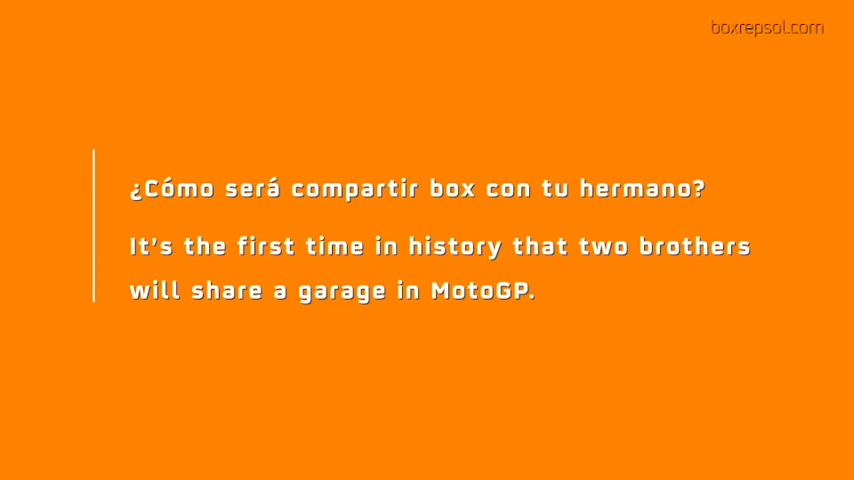 boxrepsol.com
¿Cómo será compartir box con tu hermano?
It's the first time in history that two brothers
will share a garage in MotoGP.